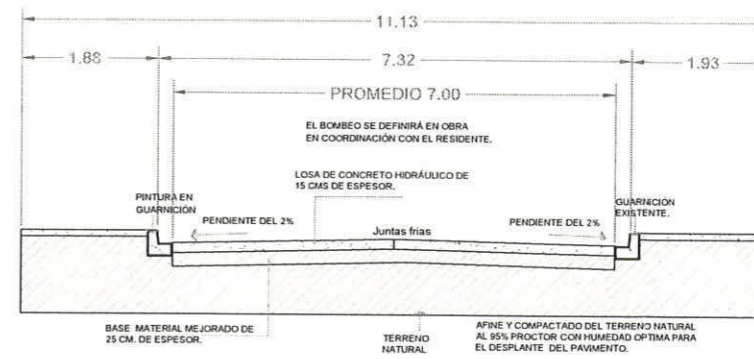 11.13
1.88
7.32
1.93
PROMEDIO 7.00
EL BOMBEO SE DEFINIRÁ EN OBRA
EN COORDINACIÓN CON EL RESIDENTE.
LOSA DE CONCRETO HIDRÁULICO DE
15 CMS DE ESPESOR.
PINTURA EN
GUARNICIÓN
GUARNICIÓN
EXISTENTE.
PENDIENTE DEL 2%
Juntas frias
PENDIENTE DEL 2%
BASE MATERIAL MEJORADO DE
25 CM. DE ESPESOR.
TERRENO
NATURAL
AFINE Y COMPACTADO DEL TERRENO NATURAL
AL 95% PROCTOR CON HUMEDAD OPTIMA PARA
EL DESPLANTE DEL PAVIMENTO.